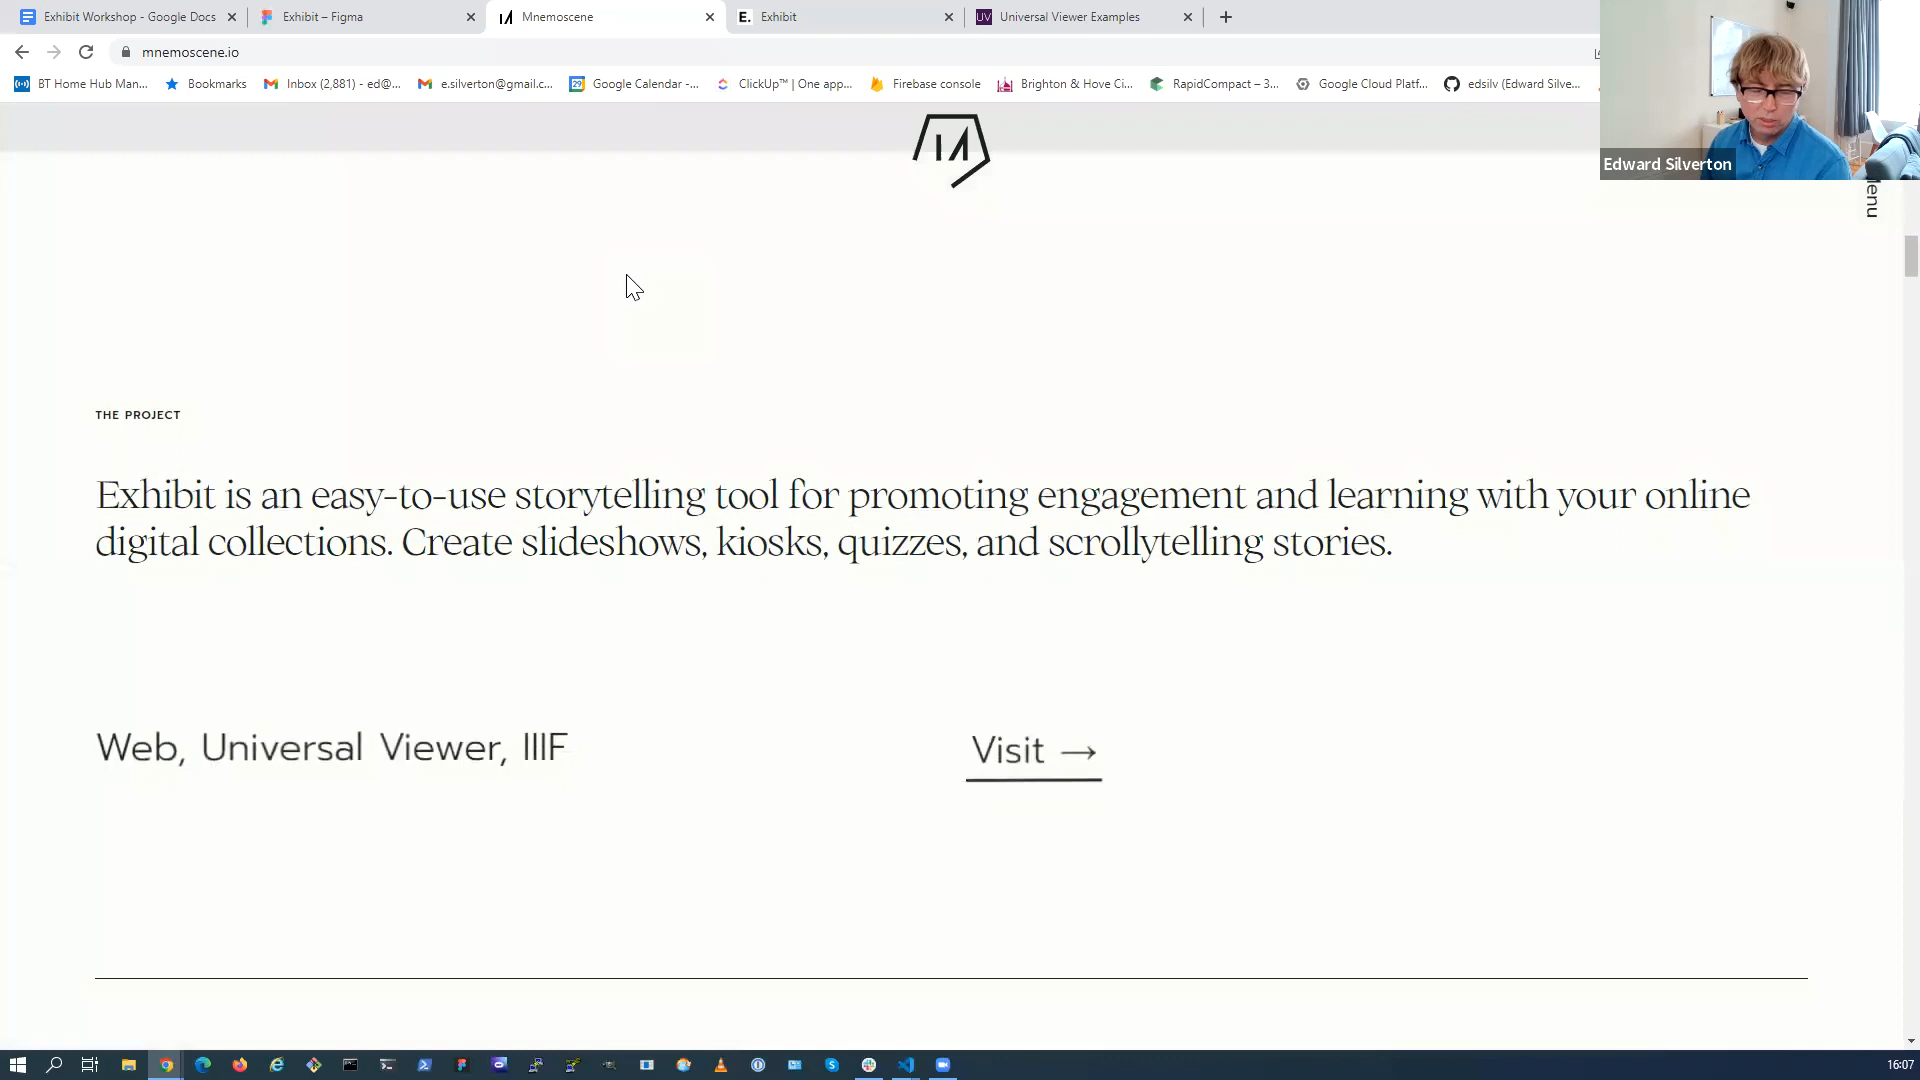 Exhibit Workshop - Google Docs
Exhibit – Figma
Mnemoscene
E. Exhibit
UV Universal Viewer Examples
mnemoscene.io
BT Home Hub Man...
Bookmarks
Inbox (2,881) - ed@...
e.silverton@gmail.c...
Google Calendar -...
ClickUp™ | One app...
Firebase console
Brighton & Hove Ci...
RapidCompact – 3...
Google Cloud Platf...
edsilv (Edward Silve...
Edward Silverton
Menu
THE PROJECT
Exhibit is an easy-to-use storytelling tool for promoting engagement and learning with your online
digital collections. Create slideshows, kiosks, quizzes, and scrollytelling stories.
Web, Universal Viewer, IIIF
Visit →
16:07